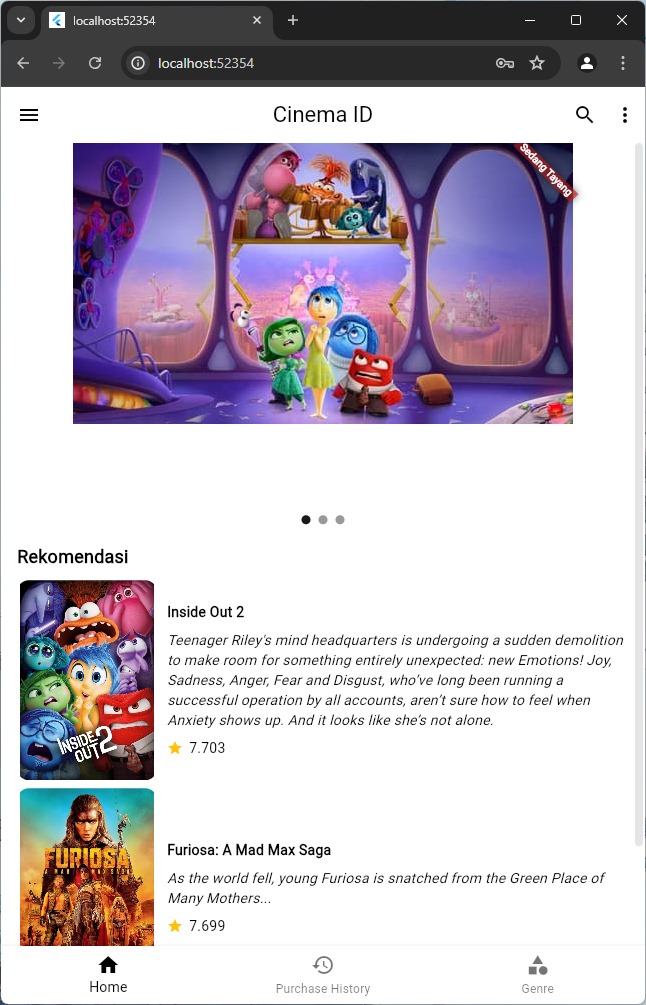 localhost:52354
localhost:52354
Cinema ID
Sedang Tayang
Rekomendasi
INSIDE
OUT 2
Inside Out 2
Teenager Riley's mind headquarters is undergoing a sudden demolition
to make room for something entirely unexpected: new Emotions! Joy,
Sadness, Anger, Fear and Disgust, who've long been running a
successful operation by all accounts, aren't sure how to feel when
Anxiety shows up. And it looks like she's not alone.
7.703
FURIOSA
Furiosa: A Mad Max Saga
As the world fell, young Furiosa is snatched from the Green Place of
Many Mothers...
7.699
Home
Purchase History
Genre